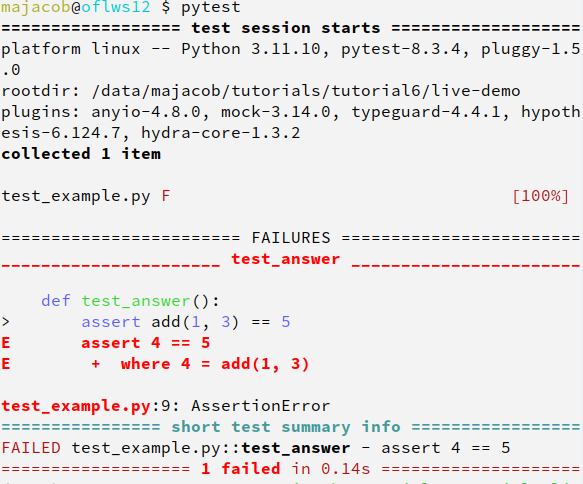 majacob@oflws12 $ pytest
================== test session starts ===================
platform linux -- Python 3.11.10, pytest-8.3.4, pluggy-1.5
.0
rootdir: /data/majacob/tutorials/tutorial6/live-demo
plugins: anyio-4.8.0, mock-3.14.0, typeguard-4.4.1, hypoth
esis-6.124.7, hydra-core-1.3.2
collected 1 item
test_example.py F                                  [100%]
======================== FAILURES ========================
______________________ test_answer _______________________
    def test_answer():
>       assert add(1, 3) == 5
E       assert 4 == 5
E        +  where 4 = add(1, 3)
test_example.py:9: AssertionError
================ short test summary info =================
FAILED test_example.py::test_answer - assert 4 == 5
=================== 1 failed in 0.14s ====================